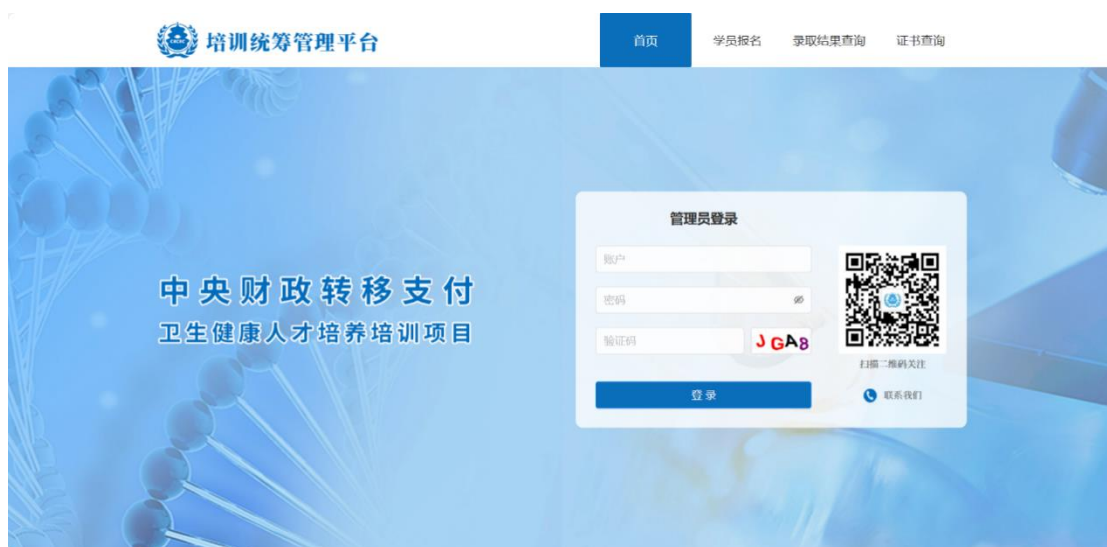 培训统筹管理平台
首页 学员报名 录取结果查询 证书查询
管理员登录
账户
中央财政转移支付
密码
卫生健康人才培养培训项目
验证码 JGA8
扫描二维码关注
登录 联系我们